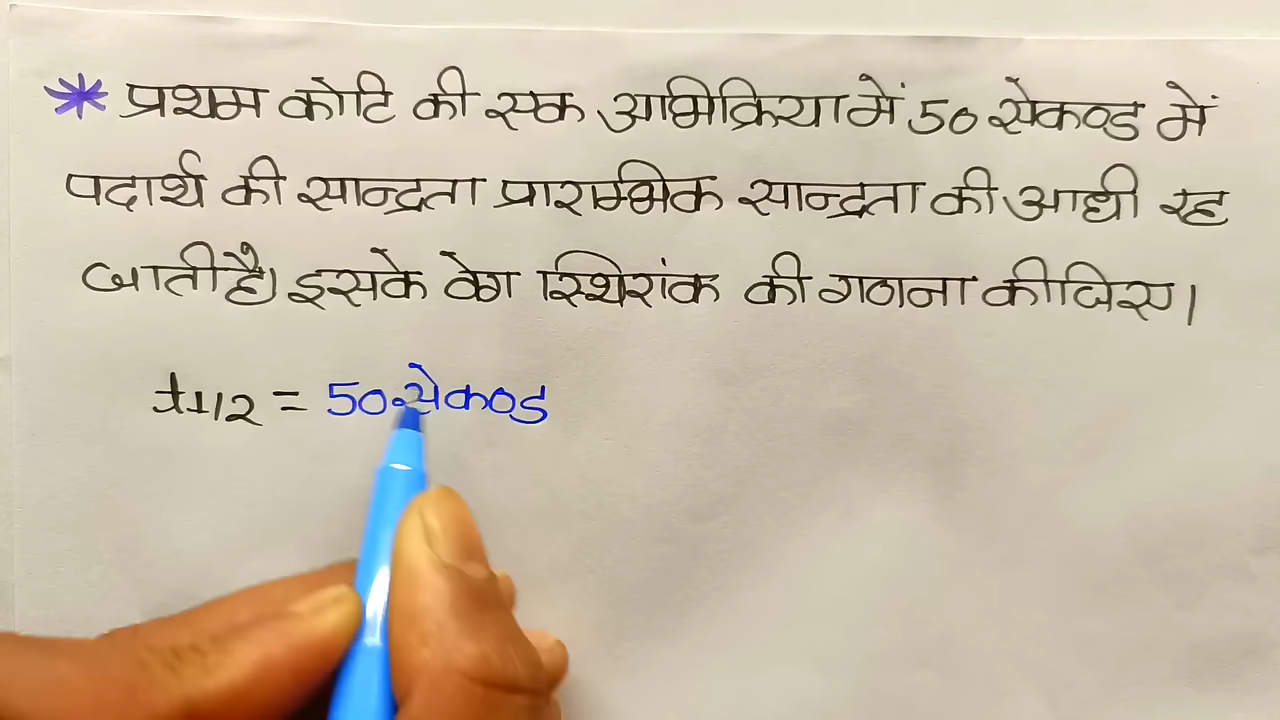 * प्रथम कोटि की एक अभिक्रिया में 50 सेकण्ड में
पदार्थ की सान्द्रता प्रारम्भिक सान्द्रता की आधी रह
जाती है। इसके वेग स्थिरांक की गणना कीजिए।
t1/2 = 50 सेकण्ड